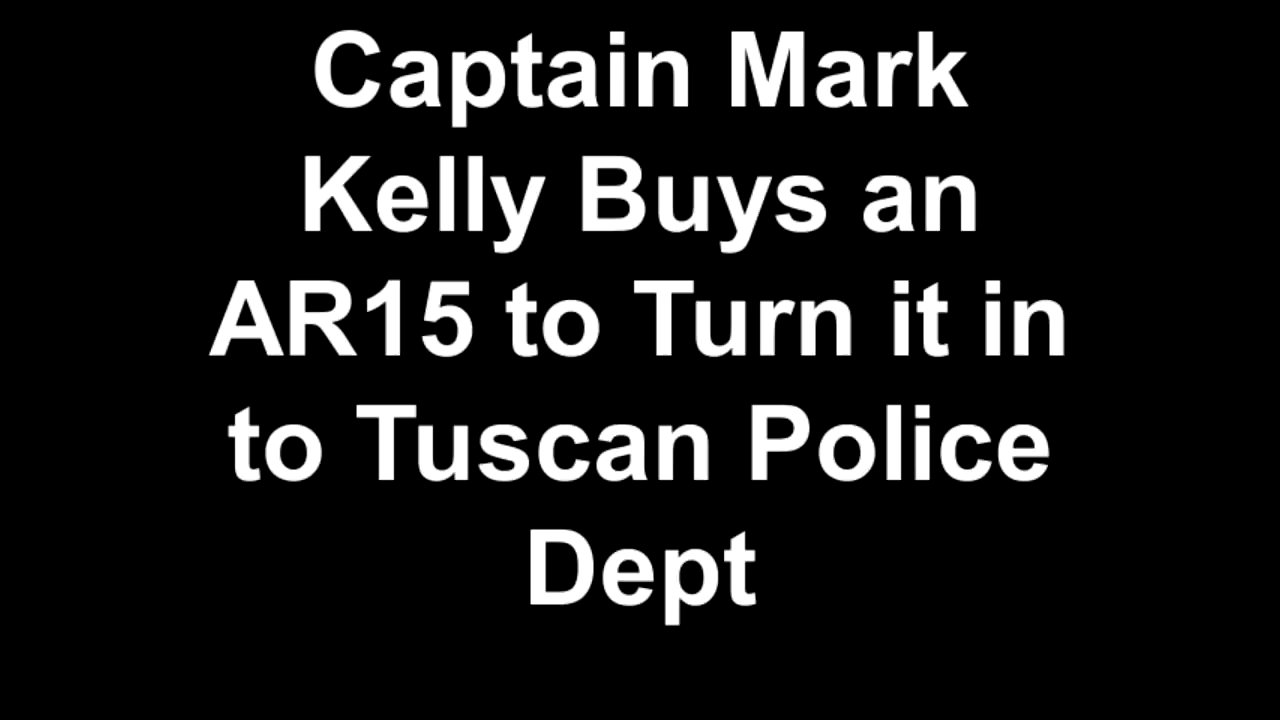 Captain Mark
Kelly Buys an
AR15 to Turn it in
to Tuscan Police
Dept